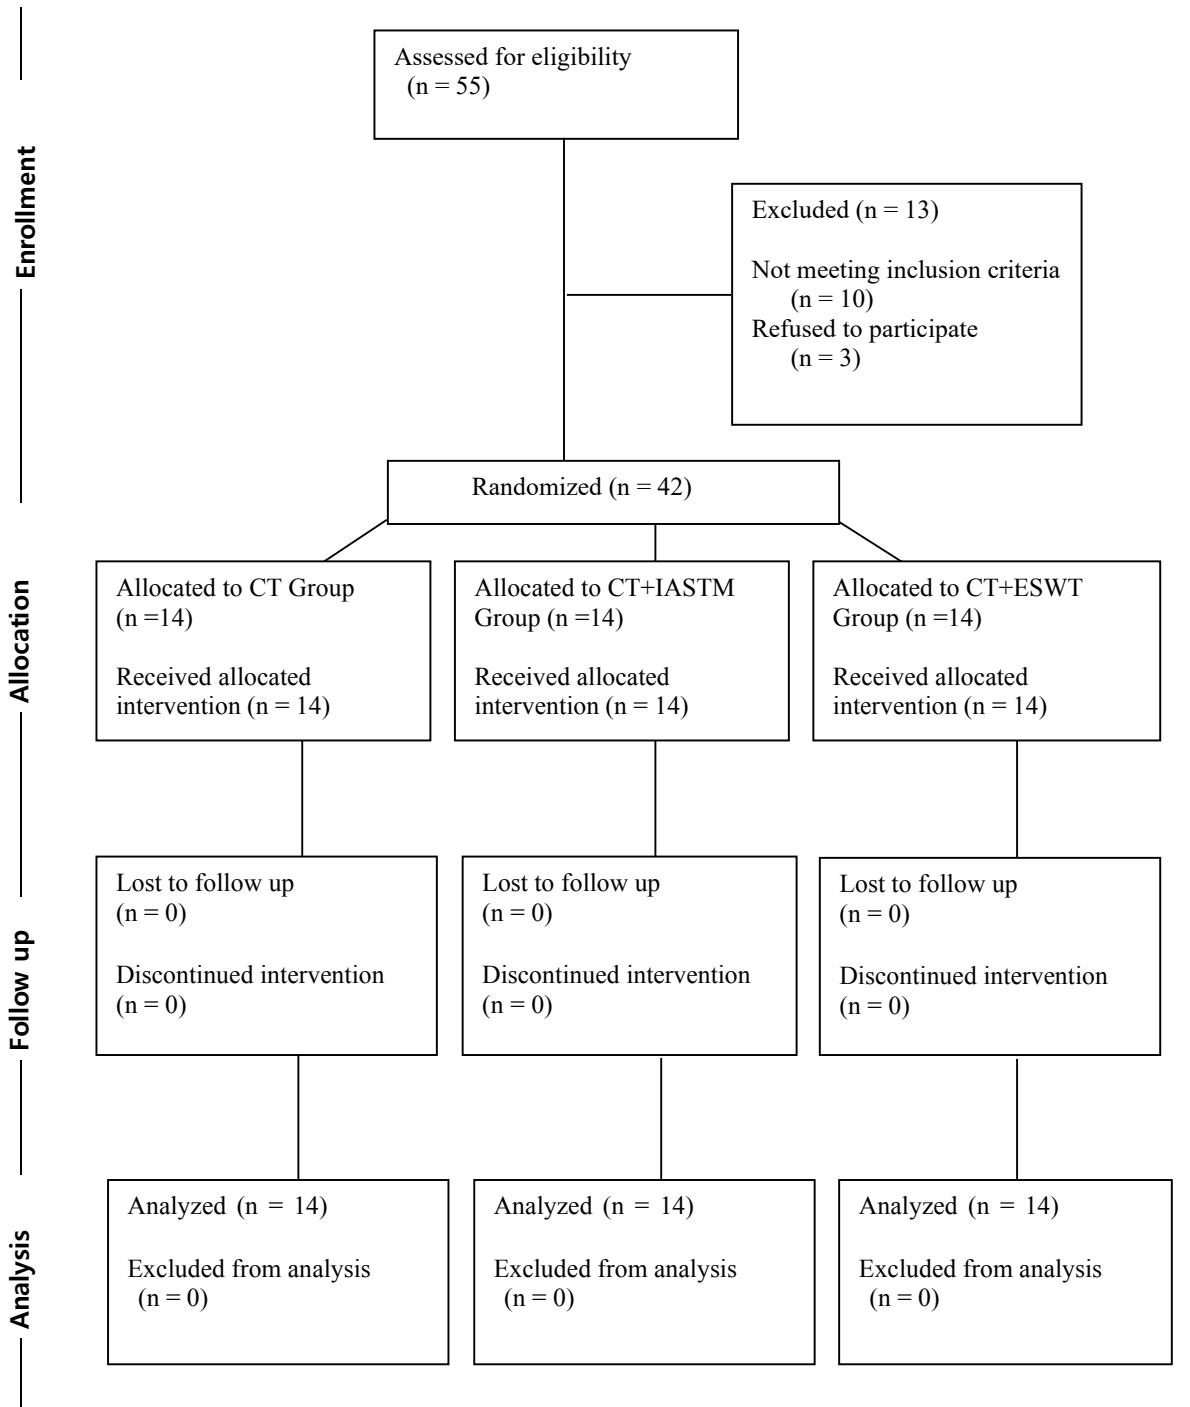 Enrollment
Assessed for eligibility
(n = 55)
Excluded (n = 13)
Not meeting inclusion criteria
(n = 10)
Refused to participate
(n = 3)
Randomized (n = 42)
Allocation
Allocated to CT Group
(n =14)
Received allocated
intervention (n = 14)
Allocated to CT+IASTM
Group (n =14)
Received allocated
intervention (n = 14)
Allocated to CT+ESWT
Group (n =14)
Received allocated
intervention (n = 14)
Follow up
Lost to follow up
(n = 0)
Discontinued intervention
(n = 0)
Lost to follow up
(n = 0)
Discontinued intervention
(n = 0)
Lost to follow up
(n = 0)
Discontinued intervention
(n = 0)
Analysis
Analyzed (n = 14)
Excluded from analysis
(n = 0)
Analyzed (n = 14)
Excluded from analysis
(n = 0)
Analyzed (n = 14)
Excluded from analysis
(n = 0)